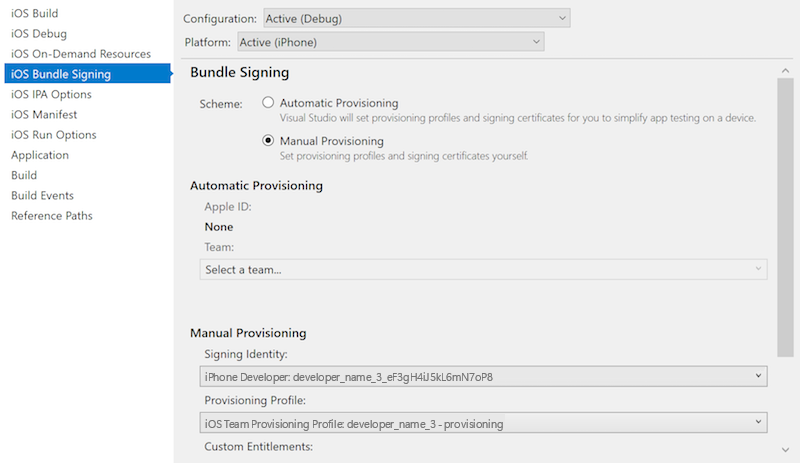 iOS Build
iOS Debug
iOS On-Demand Resources
iOS Bundle Signing
iOS IPA Options
iOS Manifest
iOS Run Options
Application
Build
Build Events
Reference Paths
Configuration: Active (Debug)
Platform: Active (iPhone)
Bundle Signing
Scheme: Automatic Provisioning
Visual Studio will set provisioning profiles and signing certificates for you to simplify app testing on a device.
Manual Provisioning
Set provisioning profiles and signing certificates yourself.
Automatic Provisioning
Apple ID:
None
Team:
Select a team...
Manual Provisioning
Signing Identity:
iPhone Developer: developer_name_3_eF3gH4iJ5kL6mN7oP8
Provisioning Profile:
iOS Team Provisioning Profile: developer_name_3 - provisioning
Custom Entitlements: